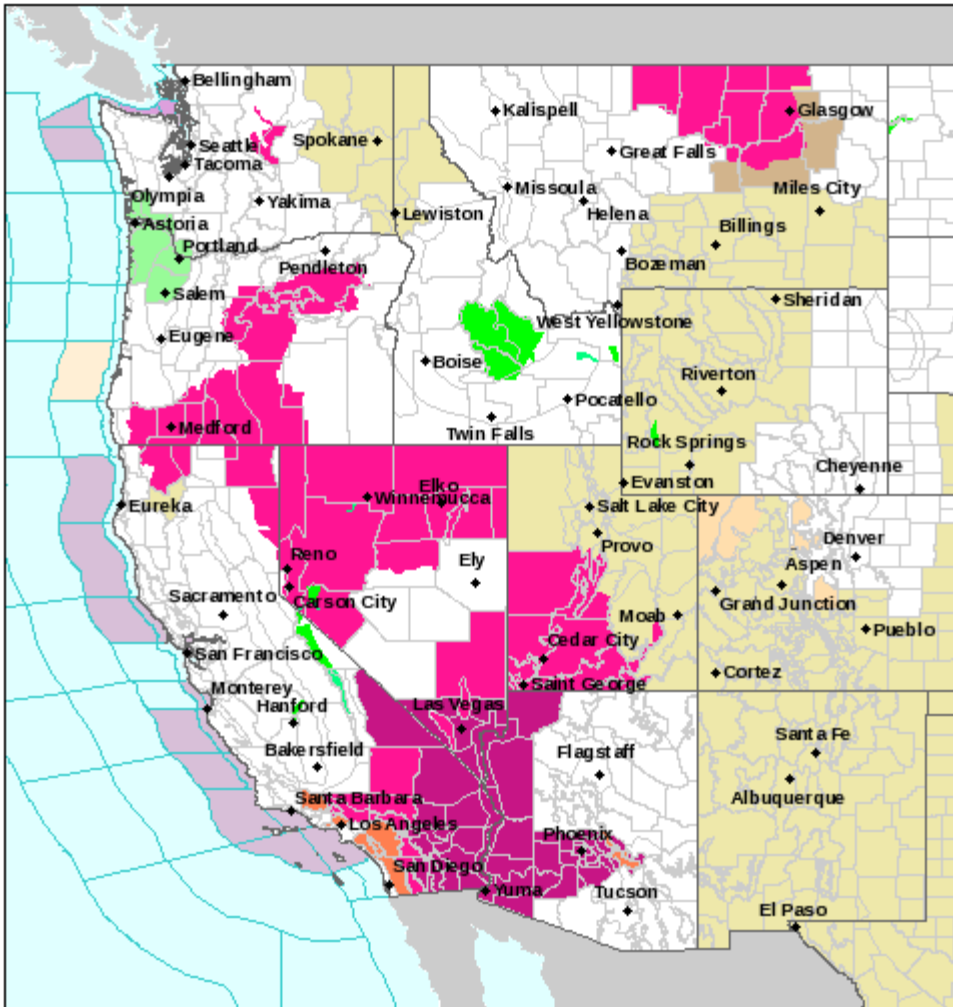 Bellingham
Kalispell
Glasgow
Seattle
Spokane
Great Falls
Tacoma
Olympia
Missoula
Miles City
Yakima
Lewiston
Helena
Astoria
Billings
Portland
Bozeman
Pendleton
Salem
Sheridan
West Yellowstone
Eugene
Boise
Riverton
Pocatello
Medford
Twin Falls
Rock Springs
Cheyenne
Elko
Winnemucca
Evanston
Eureka
Salt Lake City
Provo
Denver
Reno
Ely
Aspen
Sacramento
Carson City
Grand Junction
Moab
Pueblo
Cedar City
San Francisco
Cortez
Saint George
Monterey
Hanford
Las Vegas
Santa Fe
Bakersfield
Flagstaff
Albuquerque
Santa Barbara
Los Angeles
Phoenix
San Diego
Yuma
Tucson
El Paso